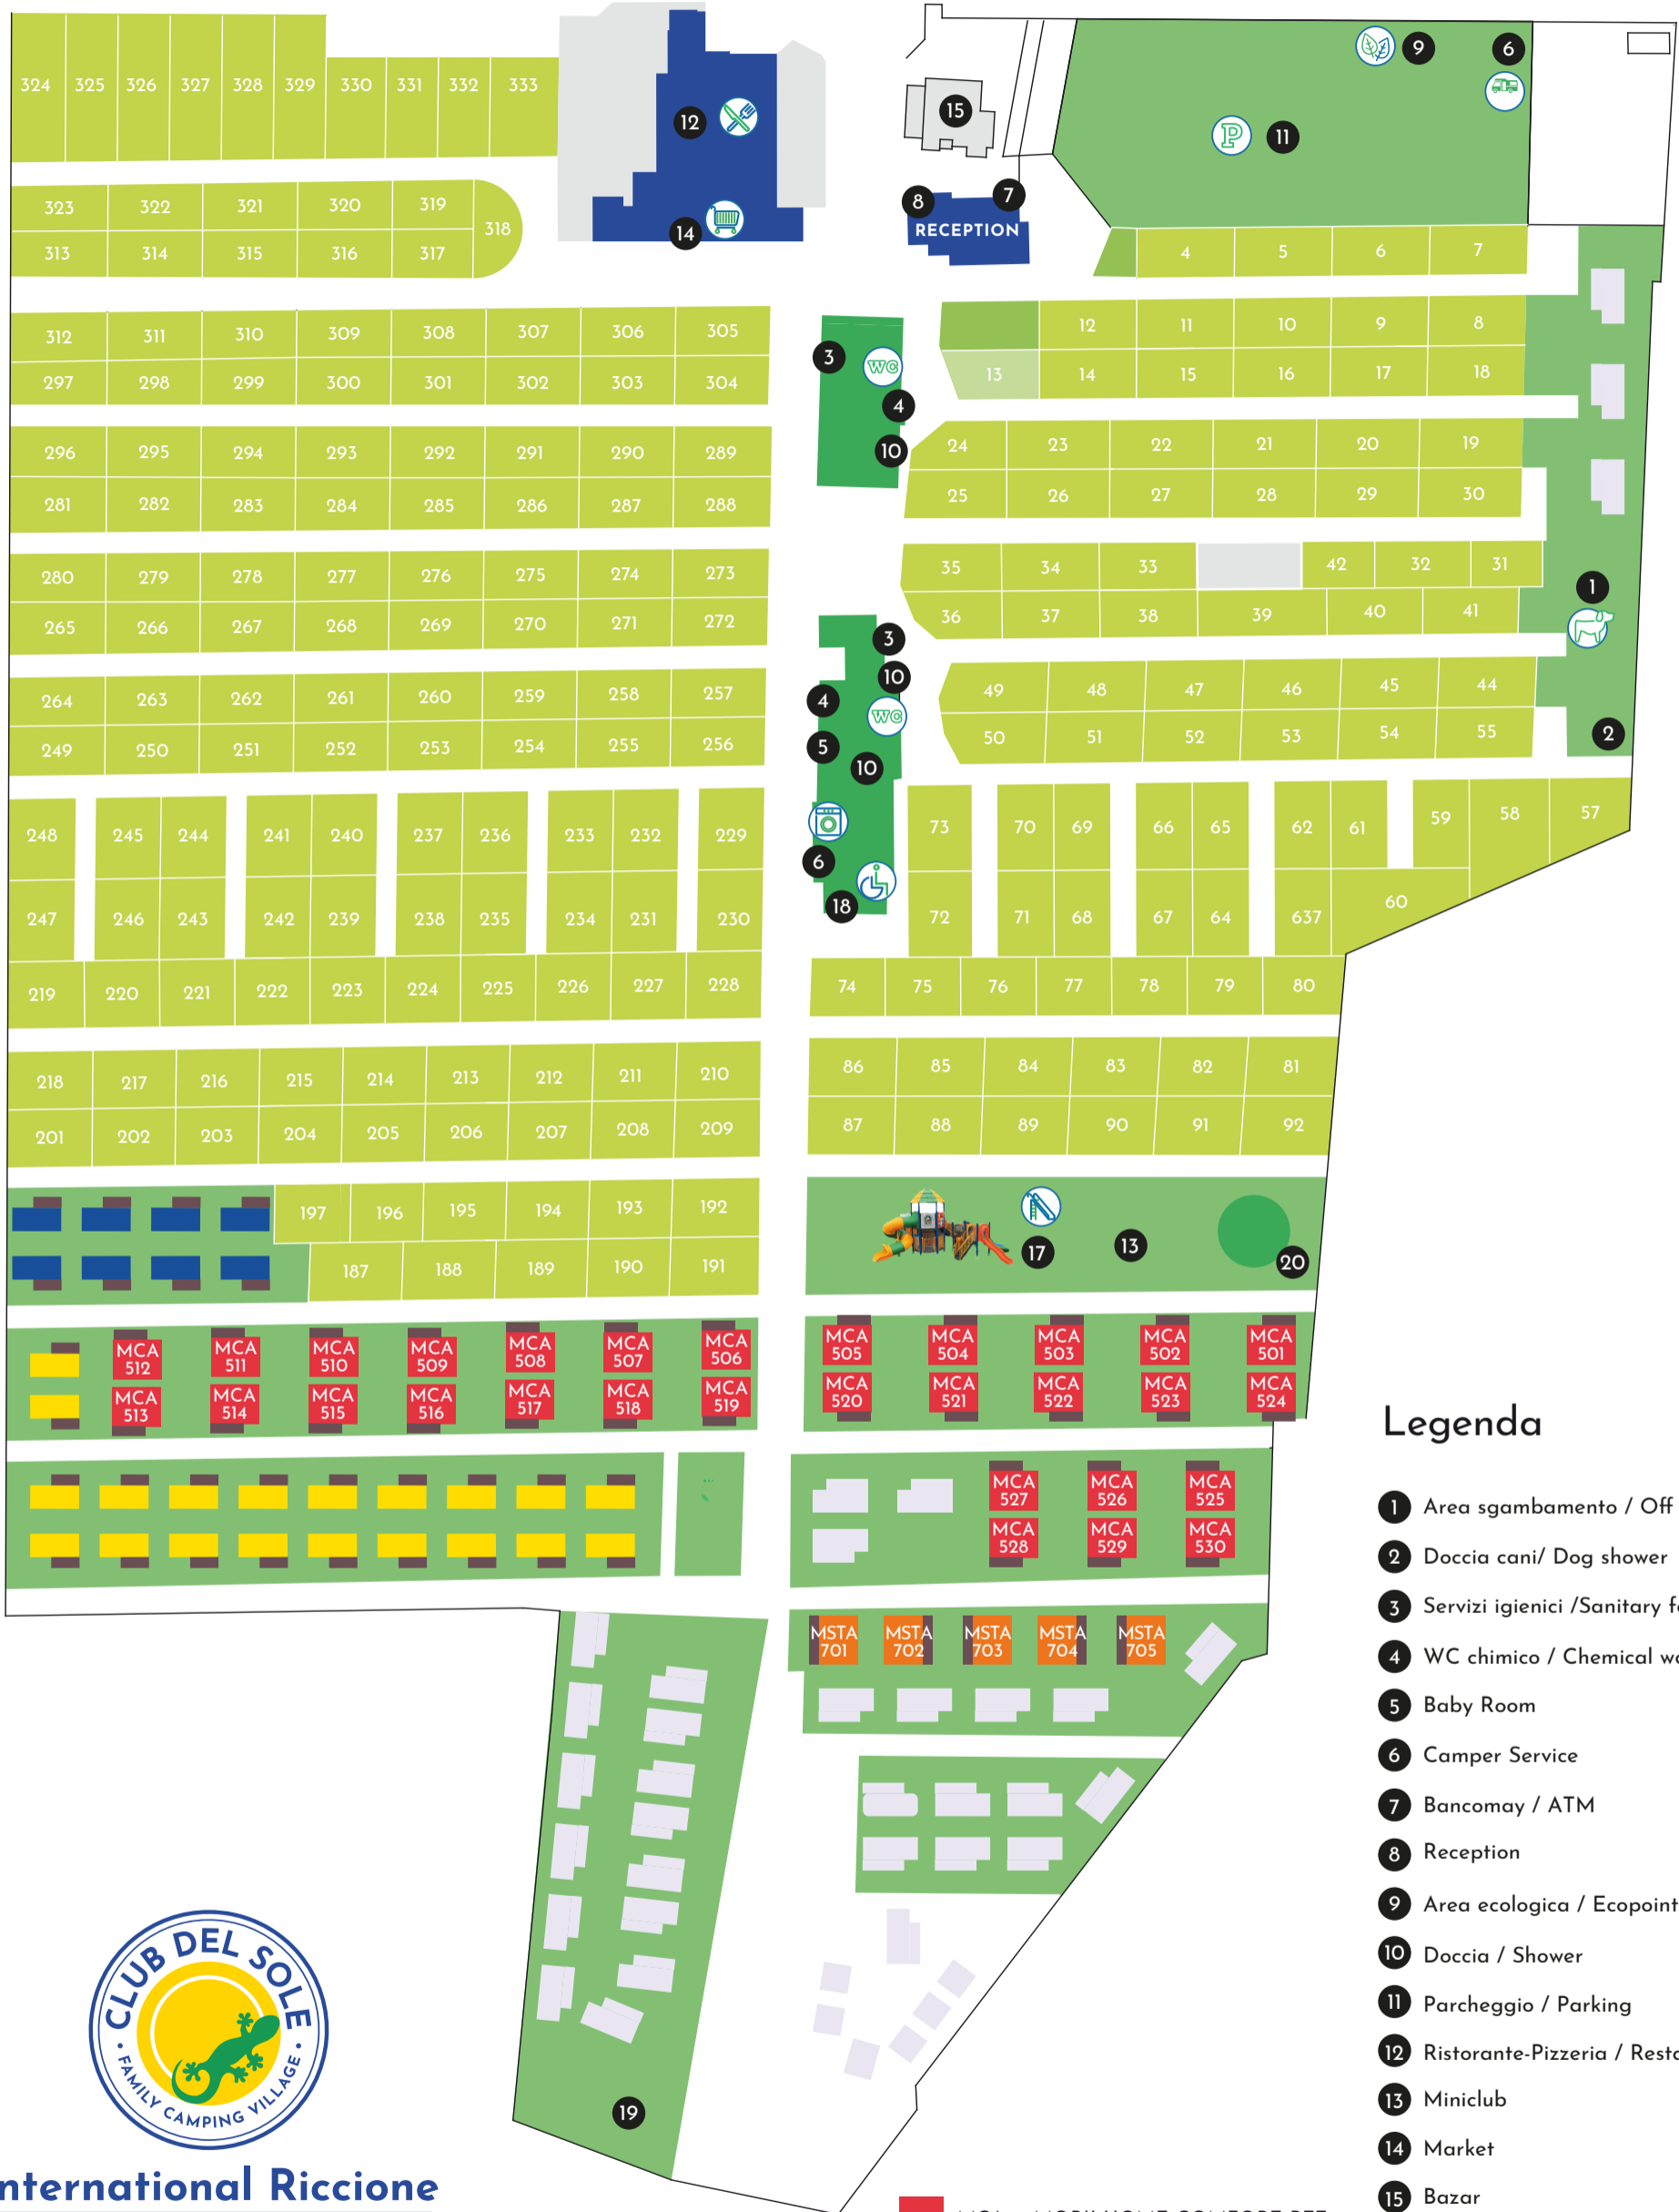 324 325 326 327 328 329 330 331 332 333
12
14
15
9
6
P 11
8 7
RECEPTION
323 322 321 320 319
318
313 314 315 316 317
4 5 6 7
312 311 310 309 308 307 306 305
297 298 299 300 301 302 303 304
3 WC
4
10
12 11 10 9 8
13 14 15 16 17 18
296 295 294 293 292 291 290 289
281 282 283 284 285 286 287 288
24 23 22 21 20 19
25 26 27 28 29 30
280 279 278 277 276 275 274 273
265 266 267 268 269 270 271 272
35 34 33 42 32 31
36 37 38 39 40 41
1
3
10
4 WC
5 10
6
18
264 263 262 261 260 259 258 257
249 250 251 252 253 254 255 256
49 48 47 46 45 44
50 51 52 53 54 55
2
248 245 244 241 240 237 236 233 232 229
247 246 243 242 239 238 235 234 231 230
73 70 69 66 65 62 61 59 58 57
72 71 68 67 64 637 60
219 220 221 222 223 224 225 226 227 228
74 75 76 77 78 79 80
218 217 216 215 214 213 212 211 210
201 202 203 204 205 206 207 208 209
86 85 84 83 82 81
87 88 89 90 91 92
197 196 195 194 193 192
187 188 189 190 191
17 13 20
MCA MCA MCA MCA MCA MCA MCA
512 511 510 509 508 507 506
MCA MCA MCA MCA MCA MCA MCA
513 514 515 516 517 518 519
MCA MCA MCA MCA MCA
505 504 503 502 501
MCA MCA MCA MCA MCA
520 521 522 523 524
MCA MCA MCA
527 526 525
MCA MCA MCA
528 529 530
MSTA MSTA MSTA MSTA MSTA
701 702 703 704 705
19
Legenda
1 Area sgambamento / Off
2 Doccia cani/ Dog shower
3 Servizi igienici /Sanitary
4 WC chimico / Chemical
5 Baby Room
6 Camper Service
7 Bancomay / ATM
8 Reception
9 Area ecologica / Ecopoint
10 Doccia / Shower
11 Parcheggio / Parking
12 Ristorante-Pizzeria /
13 Miniclub
14 Market
15 Bazar
CLUB DEL SOLE
• FAMILY CAMPING VILLAGE •
nternational Riccione